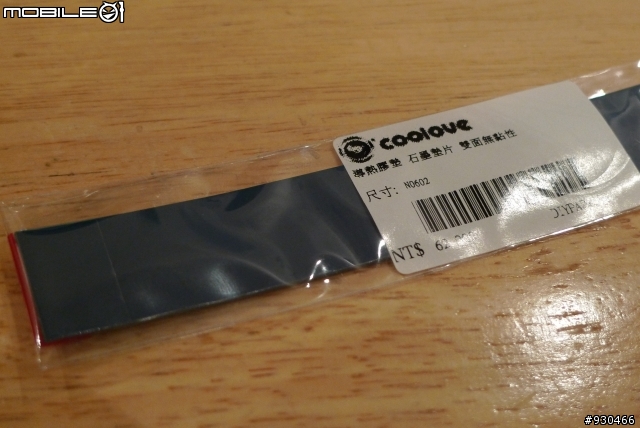 MOBILE01
coolove
導熱膠墊 石墨墊片 雙面無黏性
尺寸: N0602
NT$
#930466